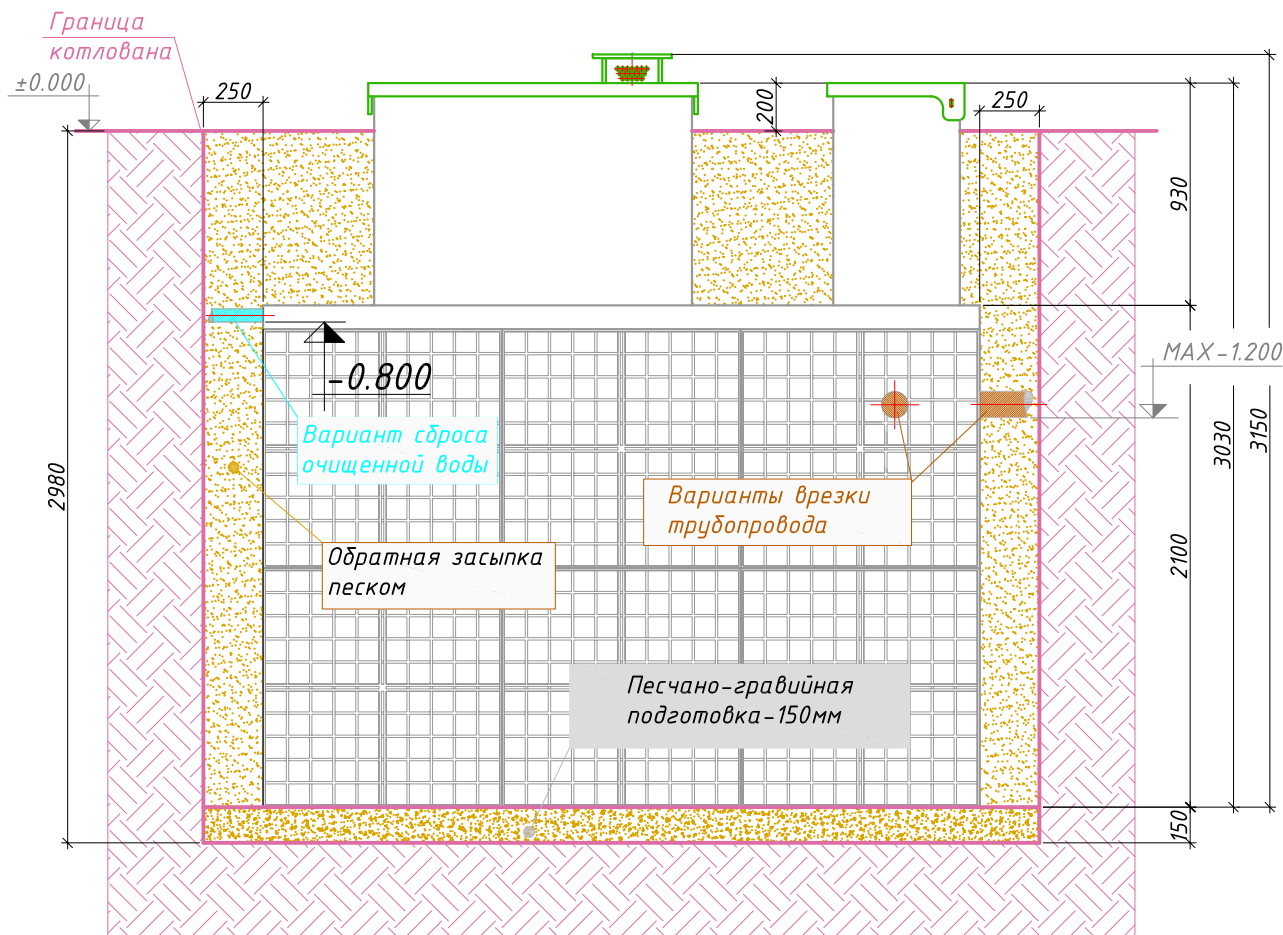 Граница
котлована
±0.000
250
200
250
930
MAX-1.200
-0.800
Вариант сброса
очищенной воды
2980
3030
3150
Варианты врезки
трубопровода
Обратная засыпка
песком
2100
Песчано-гравийная
подготовка-150мм
150